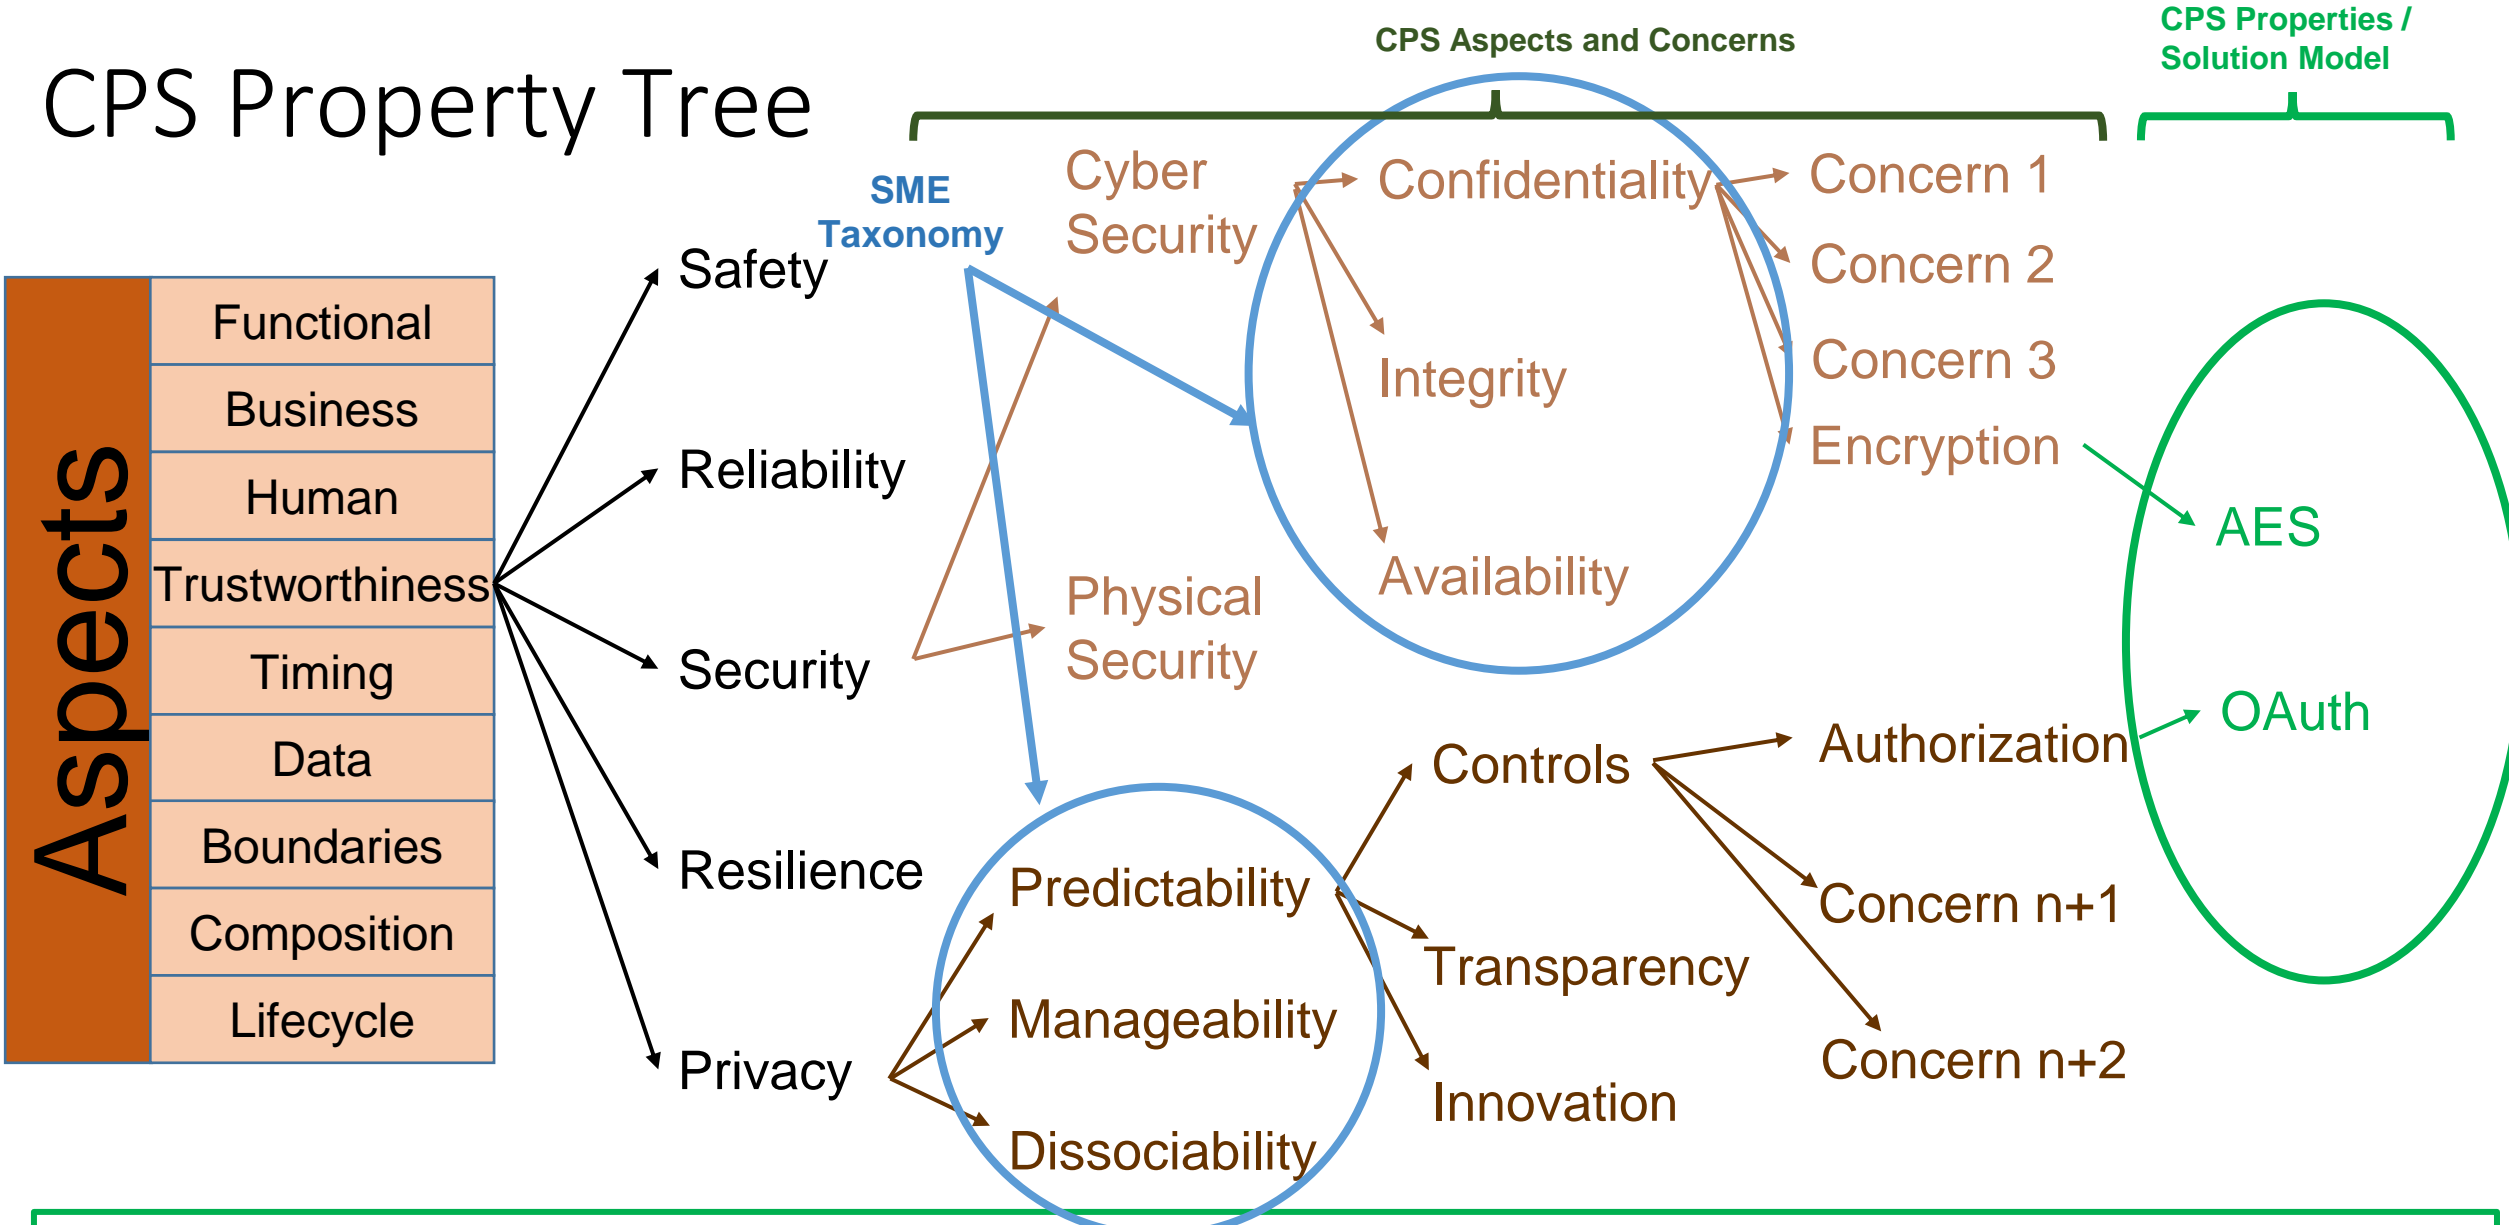 CPS Property Tree
CPS Aspects and Concerns
CPS Properties /
Solution Model
SME
Taxonomy
Aspects
Functional
Business
Human
Trustworthiness
Timing
Data
Boundaries
Composition
Lifecycle
Safety
Reliability
Security
Resilience
Privacy
Cyber
Security
Physical
Security
Confidentiality
Integrity
Availability
Concern 1
Concern 2
Concern 3
Encryption
AES
OAuth
Predictability
Manageability
Dissociability
Controls
Transparency
Innovation
Authorization
Concern n+1
Concern n+2